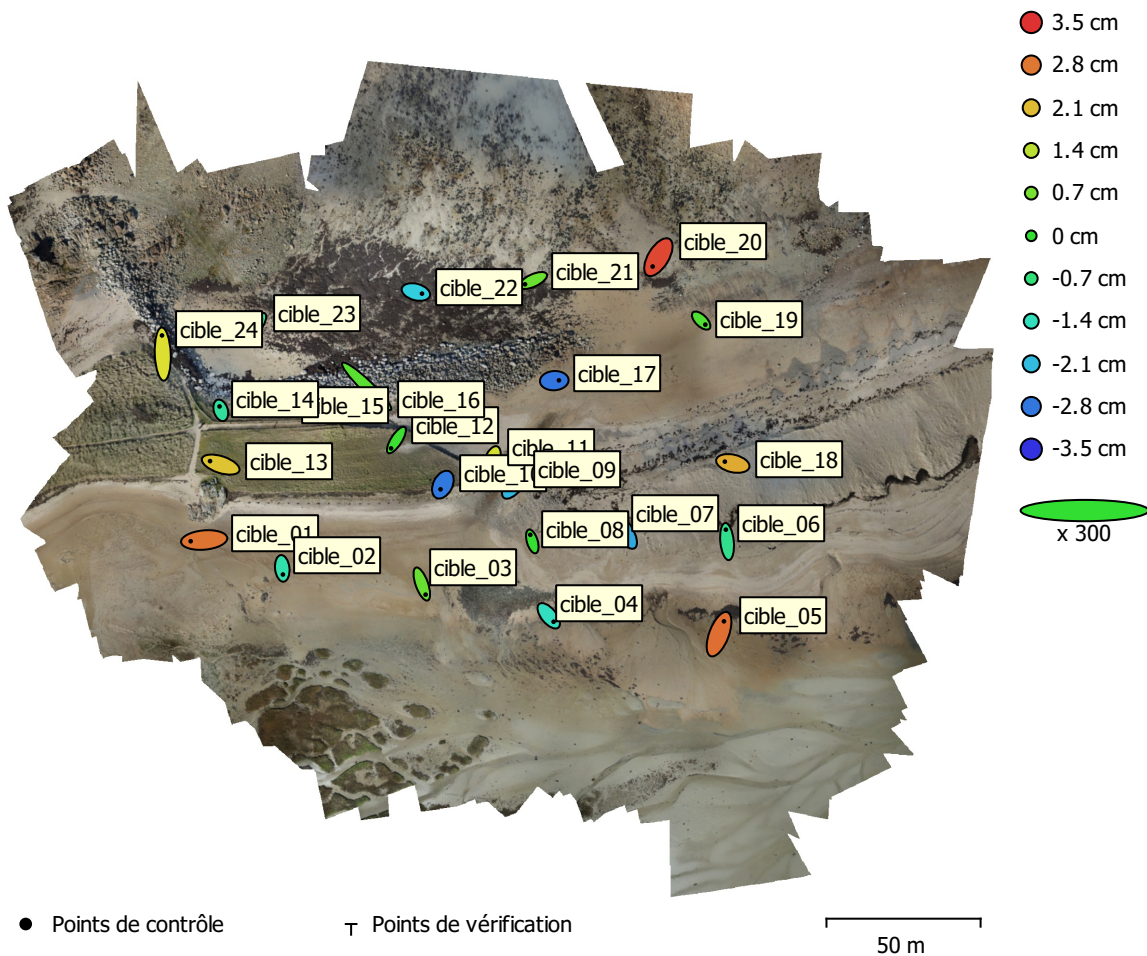 3.5 cm
2.8 cm
2.1 cm
1.4 cm
0.7 cm
0 cm
-0.7 cm
-1.4 cm
-2.1 cm
-2.8 cm
-3.5 cm
x 300
cible_20
cible_21
cible_22
cible_23
cible_19
cible_24
cible_17
cible_14
cible_15
cible_16
cible_12
cible_11
cible_13
cible_10
cible_09
cible_18
cible_07
cible_06
cible_08
cible_01
cible_02
cible_03
cible_04
cible_05
Points de contrôle
Points de vérification
50 m